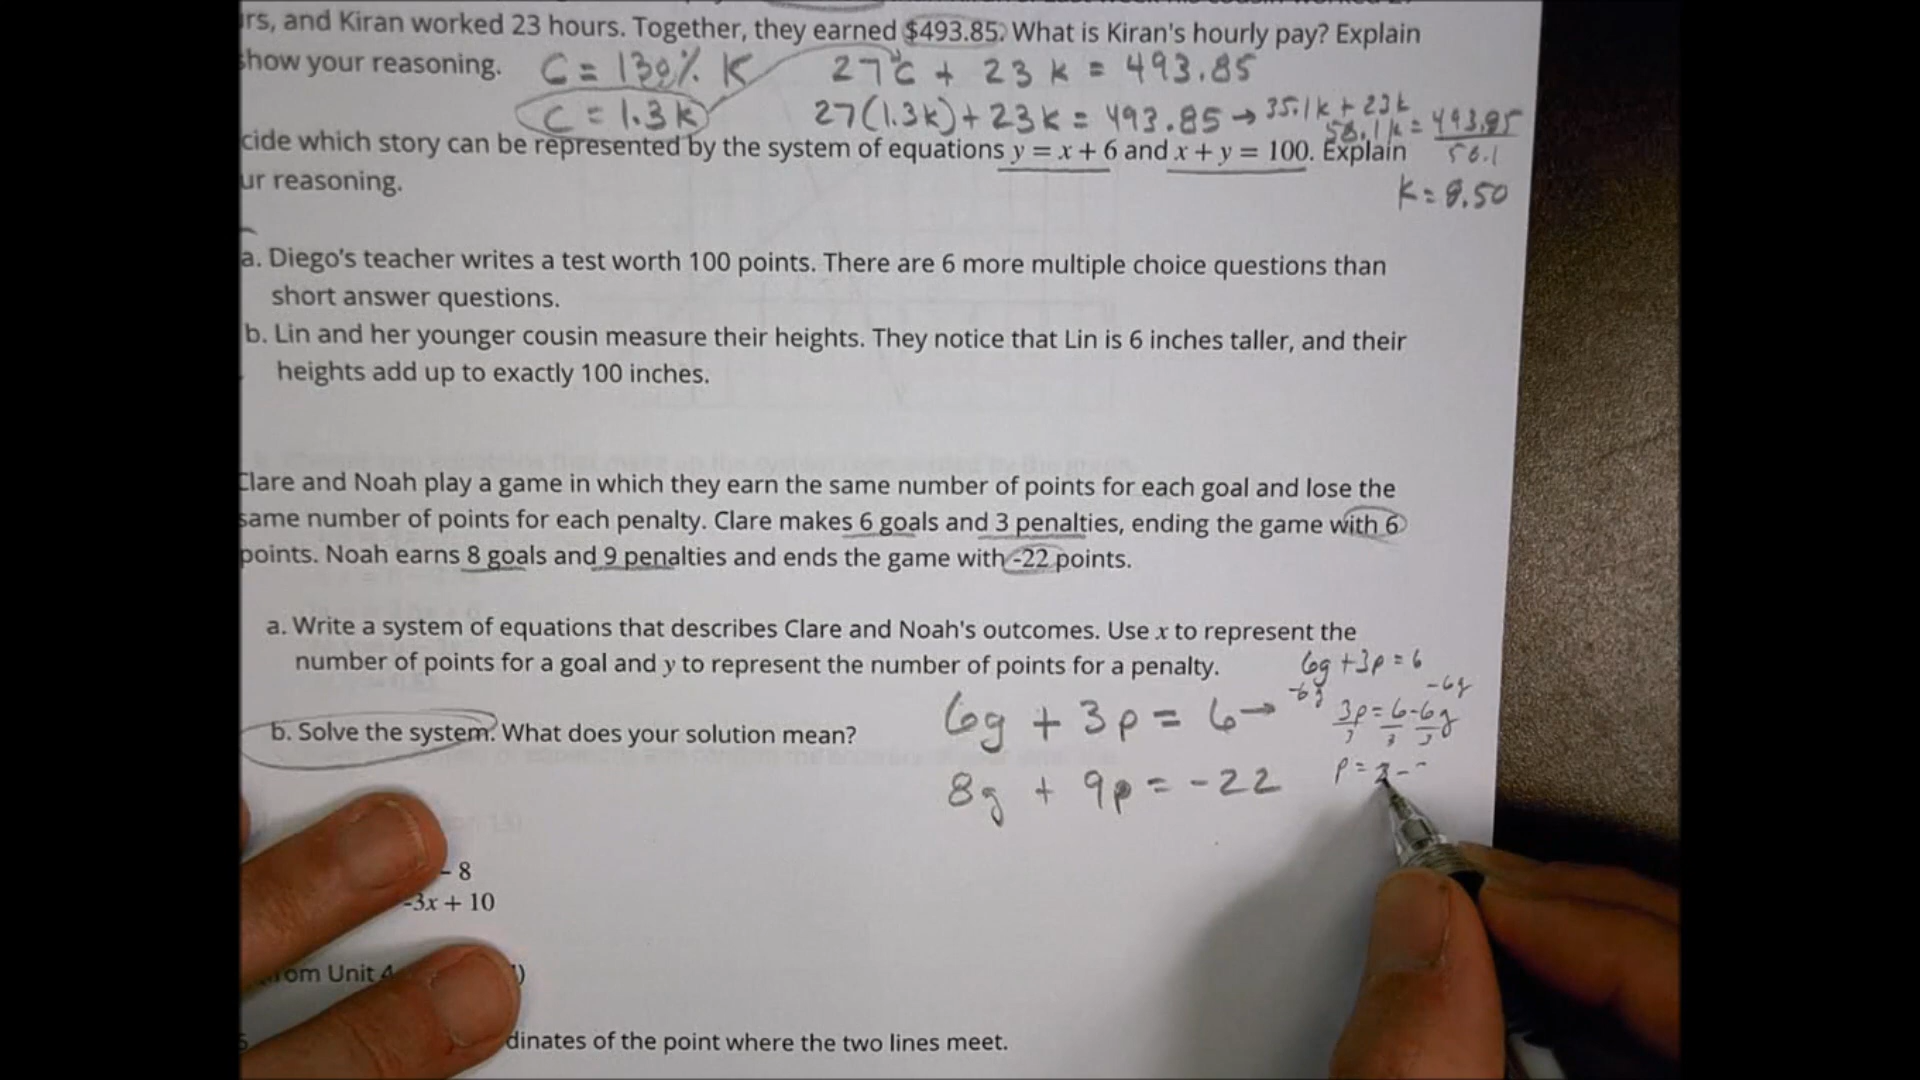 rs, and Kiran worked 23 hours. Together, they earned $493.85. What is Kiran's hourly pay? Explain
how your reasoning.
C = 130% K
27c + 23k = 493.85
C = 1.3k
27(1.3k) + 23k = 493.85 → 35.1k + 23k
58.1k = 493.85
58.1
K = 8.50
cide which story can be represented by the system of equations y = x + 6 and x + y = 100. Explain
ur reasoning.
a. Diego's teacher writes a test worth 100 points. There are 6 more multiple choice questions than
short answer questions.
b. Lin and her younger cousin measure their heights. They notice that Lin is 6 inches taller, and their
heights add up to exactly 100 inches.
Clare and Noah play a game in which they earn the same number of points for each goal and lose the
same number of points for each penalty. Clare makes 6 goals and 3 penalties, ending the game with 6
points. Noah earns 8 goals and 9 penalties and ends the game with -22 points.
a. Write a system of equations that describes Clare and Noah's outcomes. Use x to represent the
number of points for a goal and y to represent the number of points for a penalty.
b. Solve the system. What does your solution mean?
6g + 3p = 6 →
8g + 9p = -22
6g + 3p = 6
-6g -6g
3p = 6 - 6g
3 3 3
p = 2 -
- 8
-3x + 10
om Unit 4
)
dinates of the point where the two lines meet.